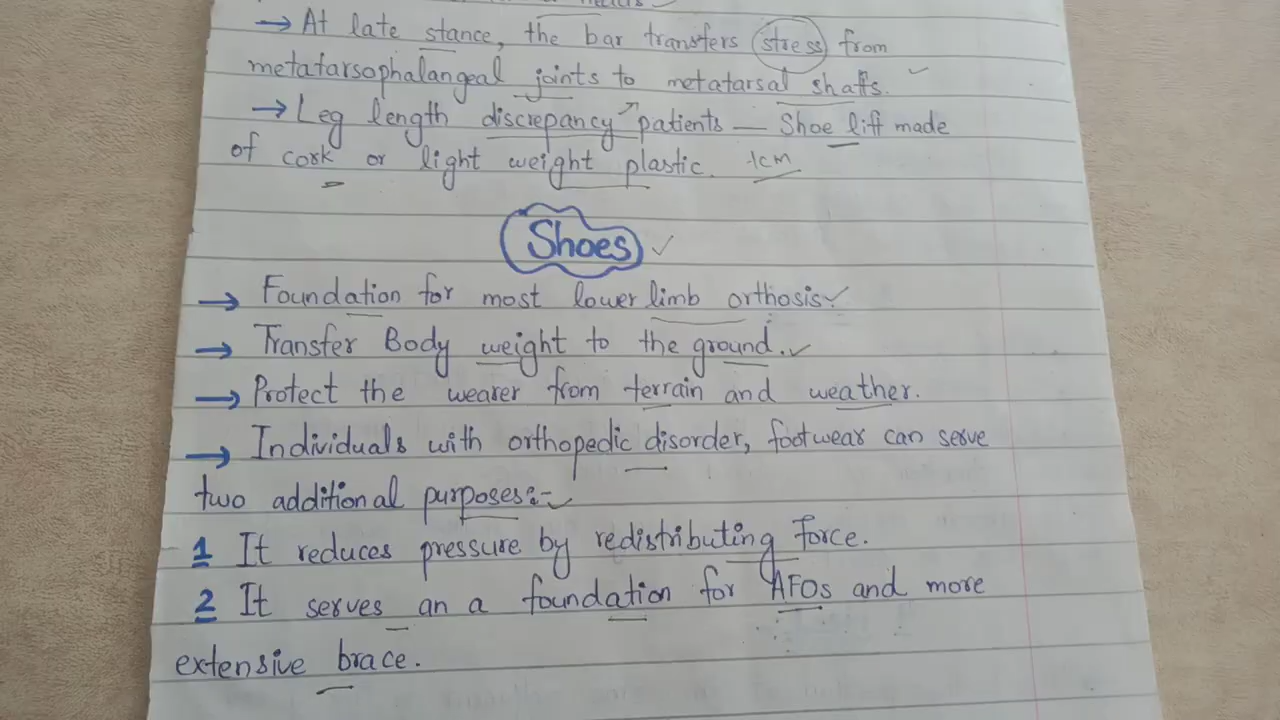 → At late stance, the bar transfers stress from
metatarsophalangeal joints to metatarsal shafts.
→ Leg length discrepancy patients — Shoe lift made
of cork or light weight plastic. 1cm
Shoes
→ Foundation for most lower limb orthosis
→ Transfer Body weight to the ground.
→ Protect the wearer from terrain and weather.
→ Individuals with orthopedic disorder, footwear can serve
two additional purposes:-
1 It reduces pressure by redistributing force.
2 It serves an a foundation for AFOs and more
extensive brace.